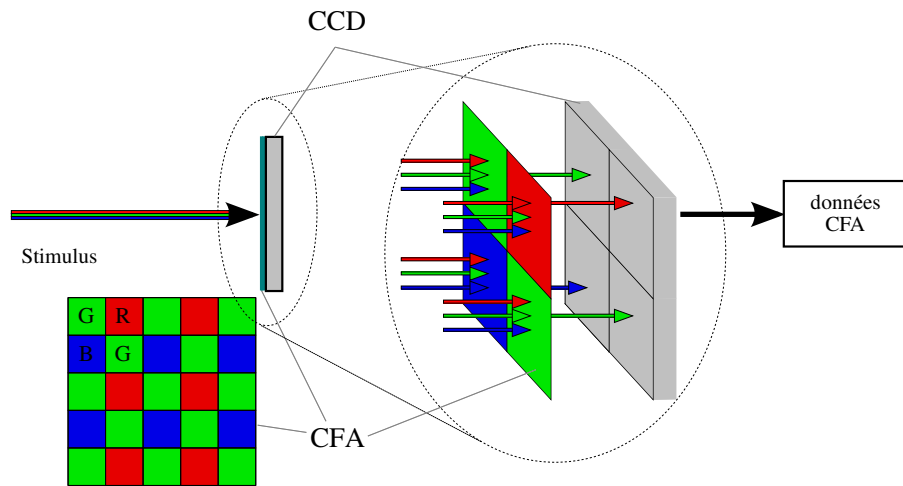 CCD
Stimulus
données
CFA
G R
B G
CFA